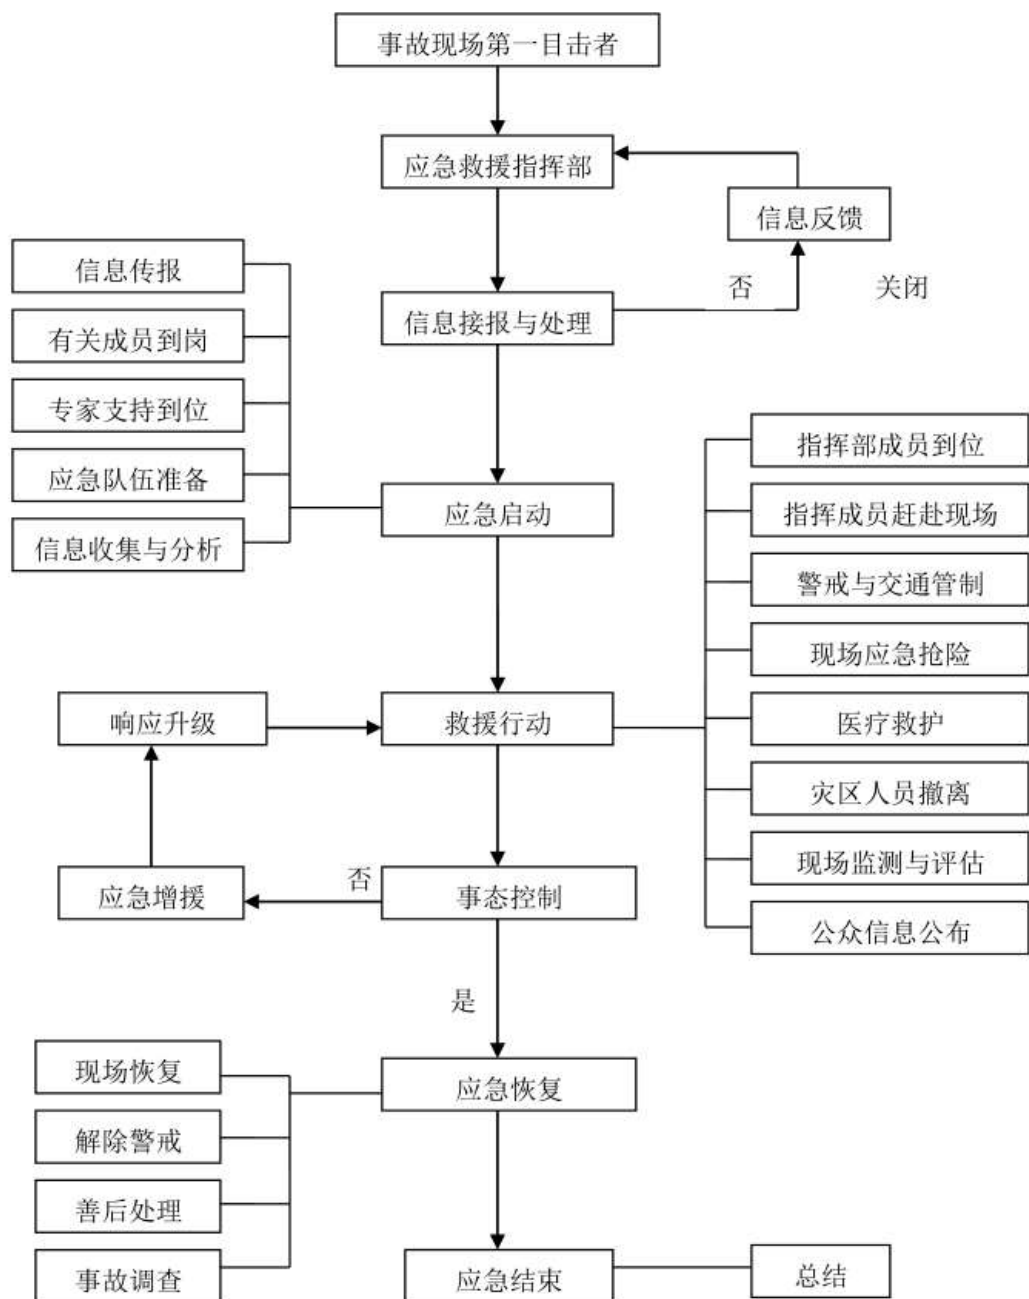 事故现场第一目击者
应急救援指挥部
信息反馈
信息传报
否
关闭
信息接报与处理
有关成员到岗
专家支持到位
指挥部成员到位
应急队伍准备
应急启动
指挥成员赶赴现场
信息收集与分析
警戒与交通管制
现场应急抢险
响应升级
救援行动
医疗救护
灾区人员撤离
现场监测与评估
否
应急增援
事态控制
公众信息公布
是
现场恢复
应急恢复
解除警戒
善后处理
事故调查
应急结束
总结